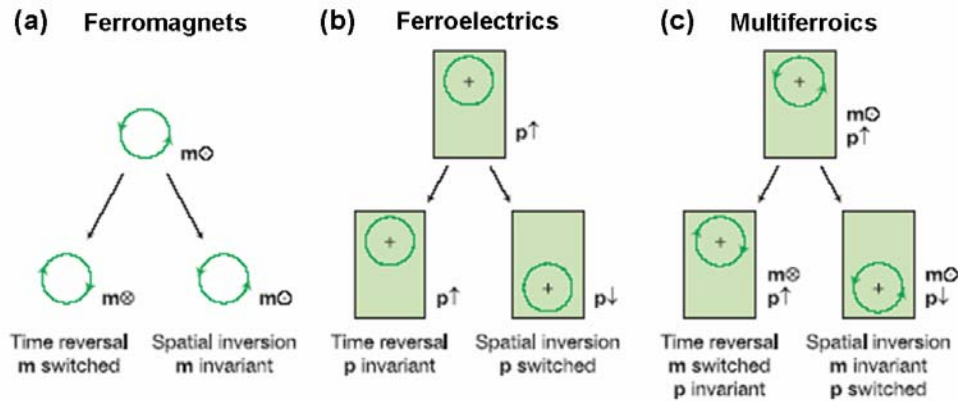 (a) Ferromagnets
m⊙
m⊗
m⊙
Time reversal
m switched
Spatial inversion
m invariant
(b) Ferroelectrics
+
p↑
+
p↑
+
p↓
Time reversal
p invariant
Spatial inversion
p switched
(c) Multiferroics
+
m⊙
p↑
+
m⊗
p↑
+
m⊙
p↓
Time reversal
m switched
p invariant
Spatial inversion
m invariant
p switched